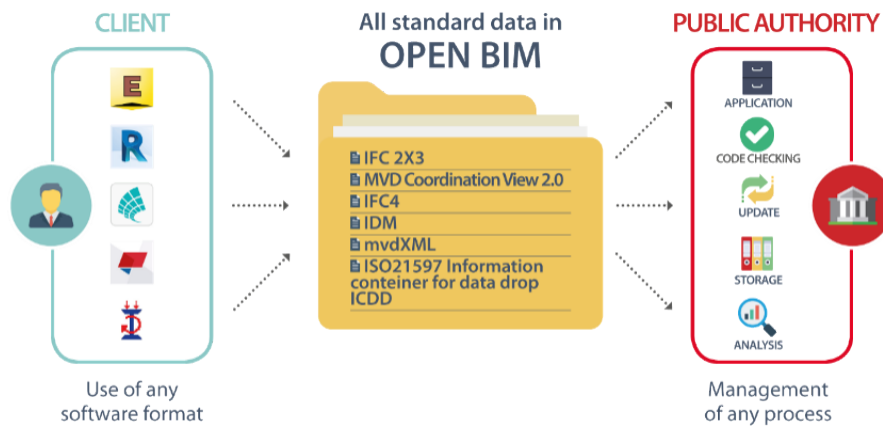 CLIENT
E
R
Use of any
software format
All standard data in
OPEN BIM
IFC 2X3
MVD Coordination View 2.0
IFC4
IDM
mvdXML
ISO21597 Information
conteiner for data drop
ICDD
PUBLIC AUTHORITY
APPLICATION
CODE CHECKING
UPDATE
STORAGE
ANALYSIS
Management
of any process